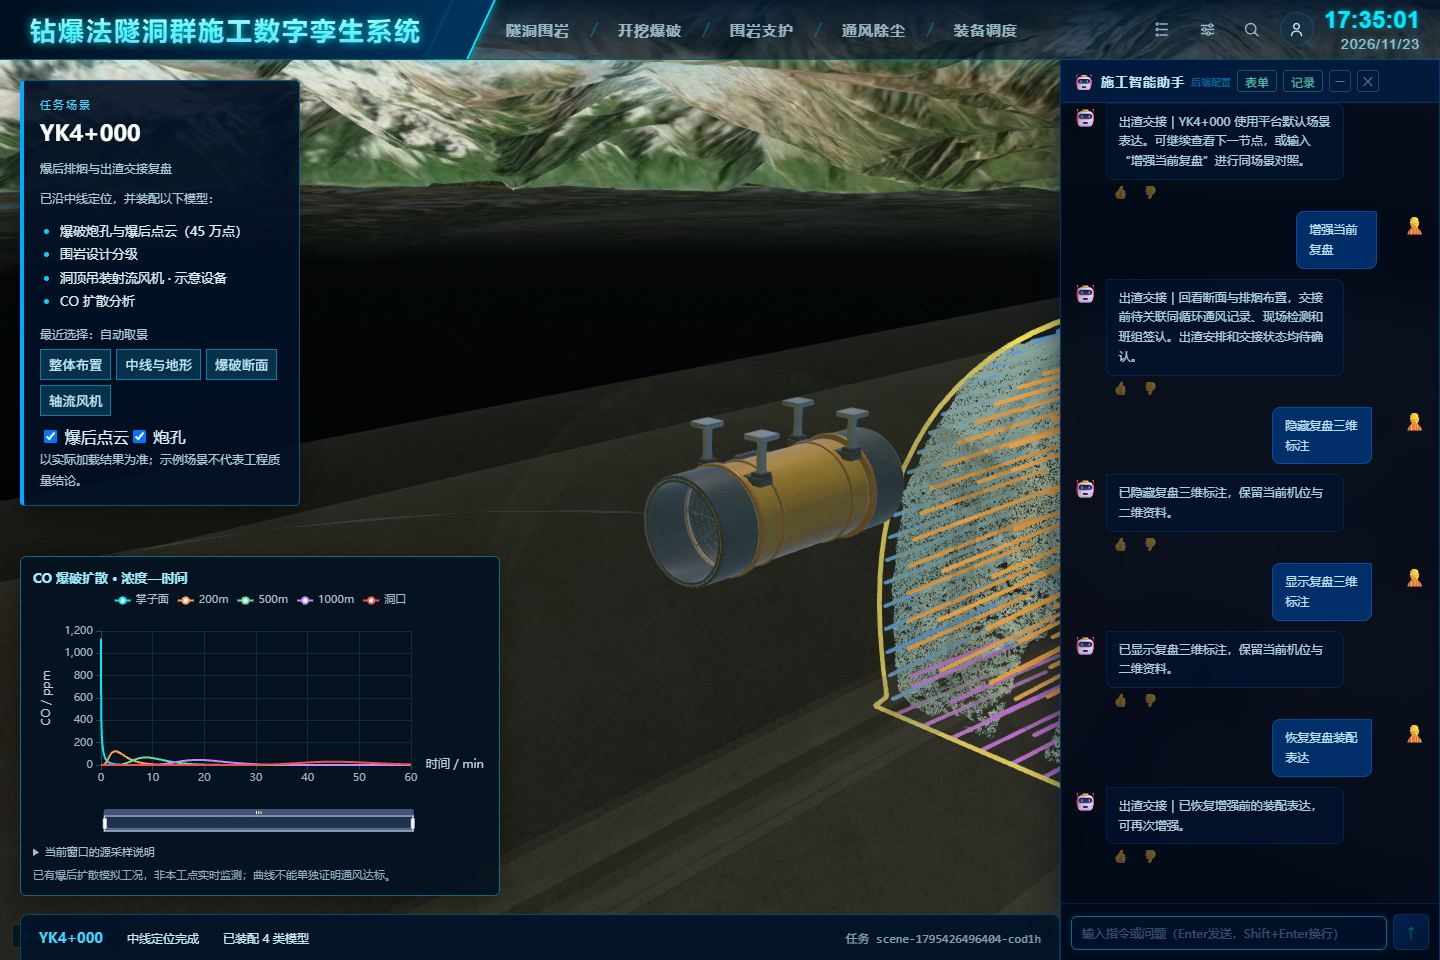 钻爆法隧洞群施工数字孪生系统
隧洞围岩 / 开挖爆破 / 围岩支护 / 通风除尘 / 装备调度
17:35:01
2026/11/23
任务场景
YK4+000
爆后排烟与出渣交接复盘
已沿中线定位，并装配以下模型：
爆破炮孔与爆后点云（45 万点）
围岩设计分级
洞顶吊装射流风机 · 示意设备
CO 扩散分析
最近选择：自动取景
整体布置 中线与地形 爆破断面
轴流风机
爆后点云 炮孔
以实际加载结果为准；示例场景不代表工程质
量结论。
CO 爆破扩散 • 浓度—时间
掌子面 200m 500m 1000m 洞口
CO / ppm
1,200
1,000
800
600
400
200
0
0 10 20 30 40 50 60
时间 / min
当前窗口的源采样说明
已有爆后扩散模拟工况，非本工点实时监测；曲线不能单独证明通风达标。
YK4+000 中线定位完成 已装配 4 类模型 任务 scene-1795426496404-cod1h
施工智能助手 后端配置 表单 记录
出渣交接 | YK4+000 使用平台默认场景
表达。可继续查看下一节点，或输入
“增强当前复盘”进行同场景对照。
增强当前
复盘
出渣交接 | 回看断面与排烟布置，交接
前待关联同循环通风记录、现场检测和
班组签认。出渣安排和交接状态均待确
认。
隐藏复盘三维
标注
已隐藏复盘三维标注，保留当前机位与
二维资料。
显示复盘三维
标注
已显示复盘三维标注，保留当前机位与
二维资料。
恢复复盘装配
表达
出渣交接 | 已恢复增强前的装配表达，
可再次增强。
输入指令或问题（Enter发送，Shift+Enter换行）